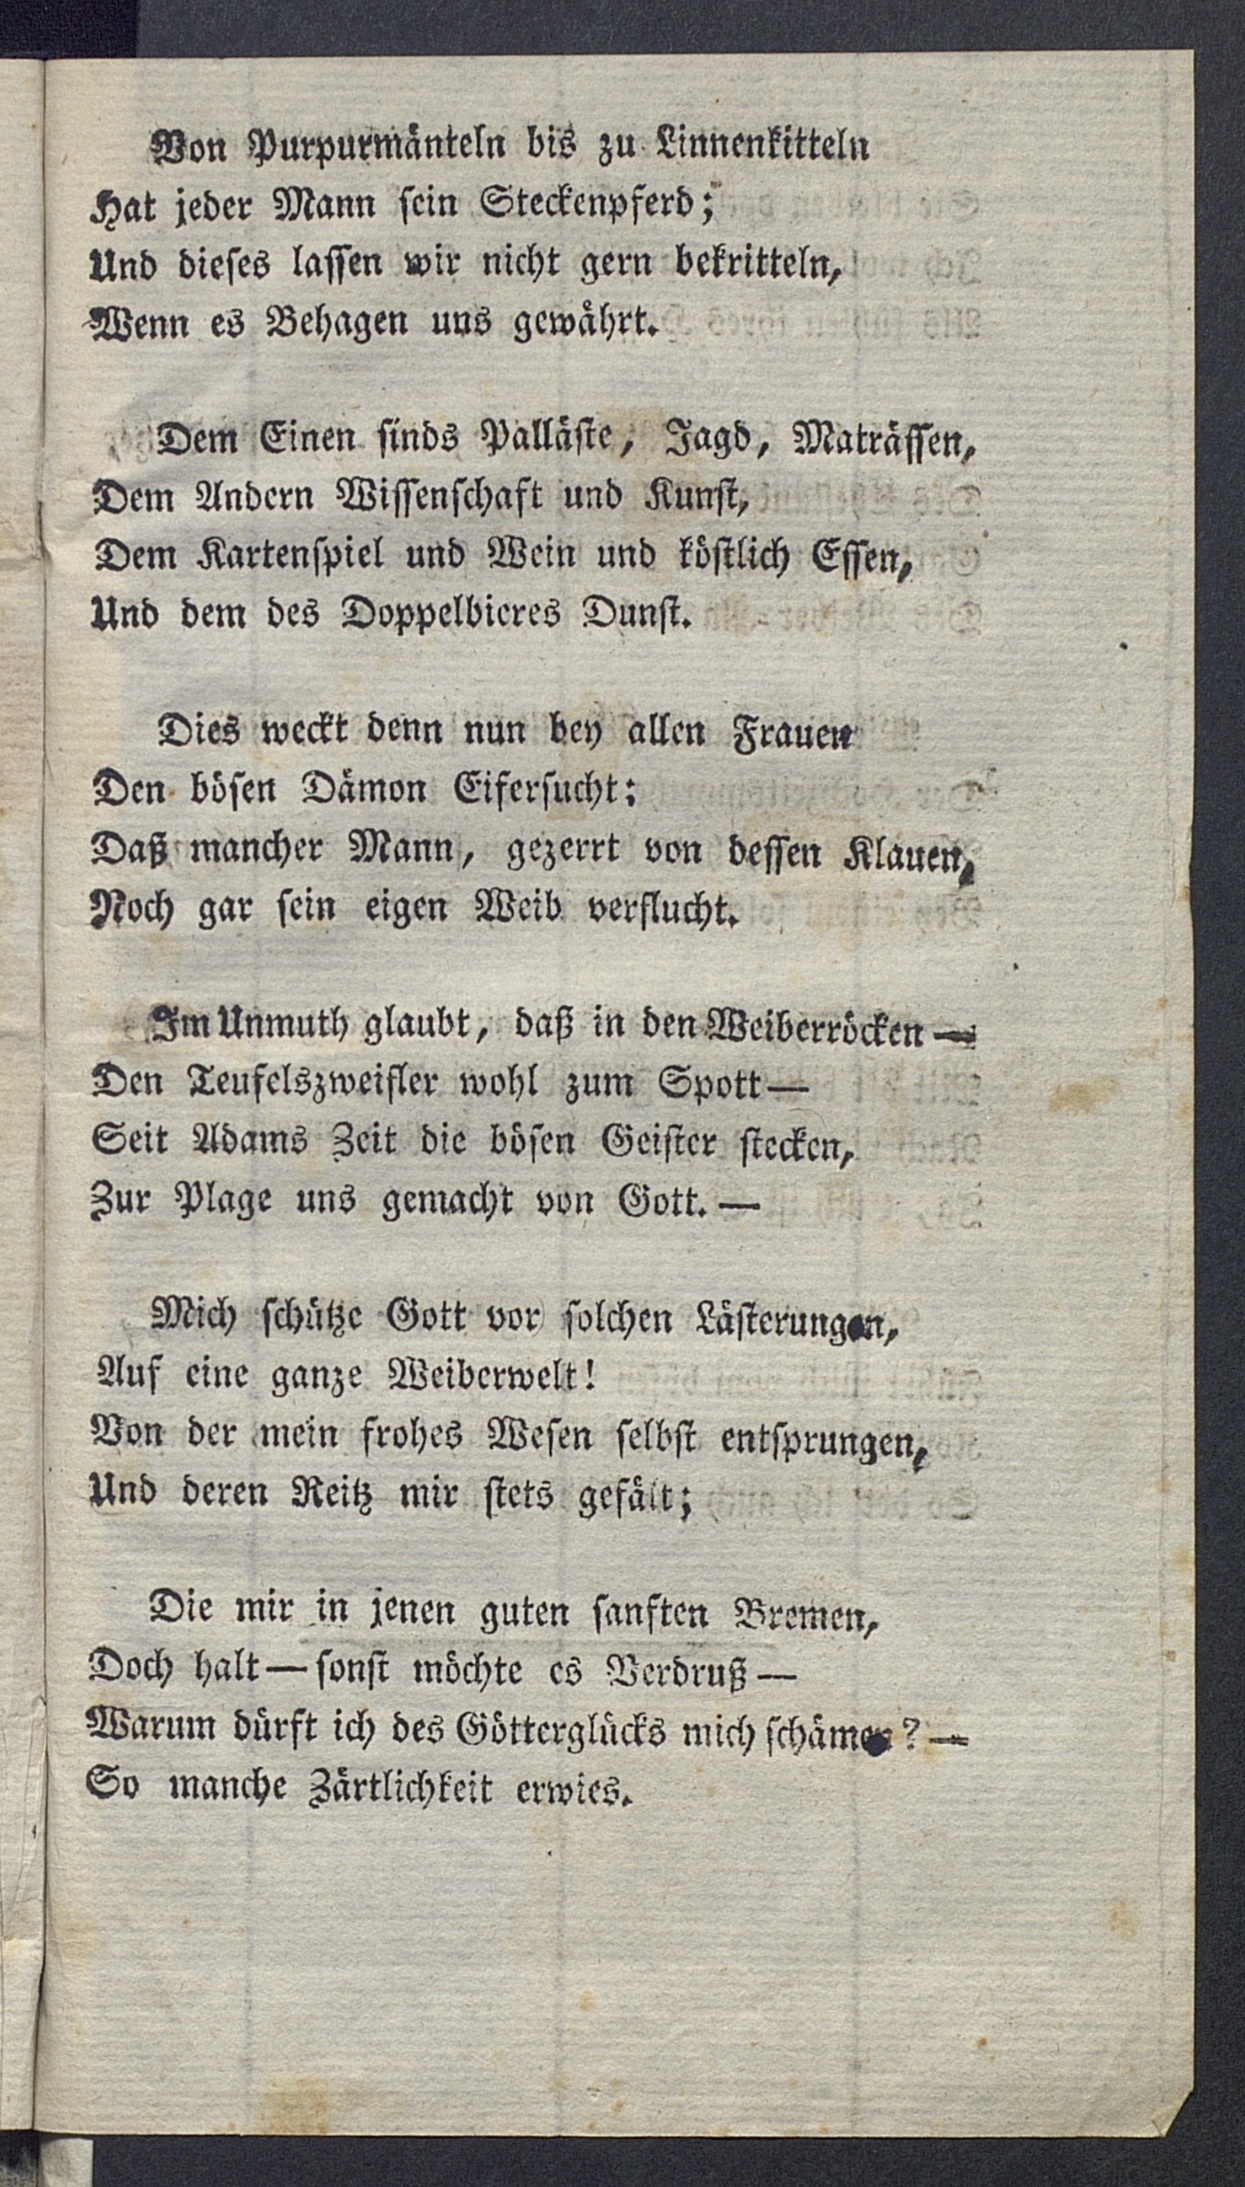 Von Purpurmänteln bis zu Linnenkitteln
Hat jeder Mann sein Steckenpferd;
Und dieses lassen wir nicht gern bekritteln,
Wenn es Behagen uns gewährt.
Dem Einen sinds Palläste, Jagd, Maträssen,
Dem Andern Wissenschaft und Kunst,
Dem Kartenspiel und Wein und köstlich Essen,
Und dem des Doppelbieres Dunst.
Dies weckt denn nun bey allen Frauen
Den bösen Dämon Eifersucht:
Daß mancher Mann, gezerrt von dessen Klauen,
Noch gar sein eigen Weib verflucht.
Im Unmuth glaubt, daß in den Weiberröcken —
Den Teufelszweifler wohl zum Spott —
Seit Adams Zeit die bösen Geister stecken,
Zur Plage uns gemacht von Gott. —
Mich schütze Gott vor solchen Lästerungen,
Auf eine ganze Weiberwelt!
Von der mein frohes Wesen selbst entsprungen,
Und deren Reitz mir stets gefält;
Die mir in jenen guten sanften Bremen,
Doch halt — sonst möchte es Verdruß —
Warum dürft ich des Götterglücks mich schämen? —
So manche Zärtlichkeit erwies.